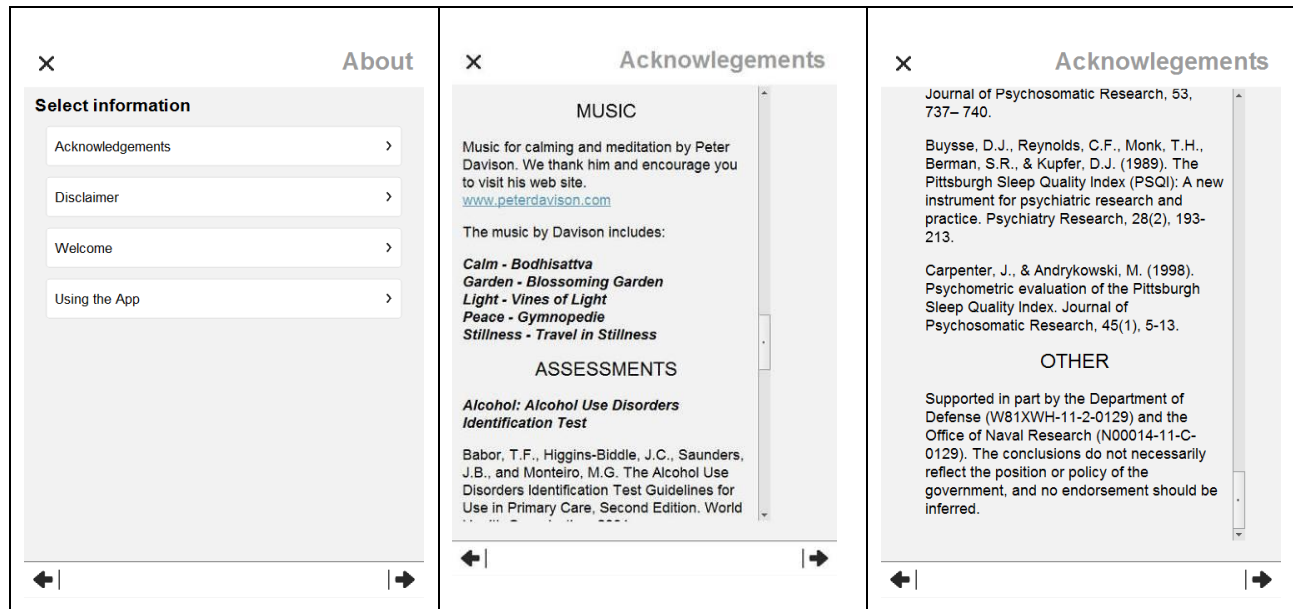 About
Select information
Acknowledgements
Disclaimer
Welcome
Using the App
Acknowlegements
MUSIC
Music for calming and meditation by Peter
Davison. We thank him and encourage you
to visit his web site.
www.peterdavison.com
The music by Davison includes:
Calm - Bodhisattva
Garden - Blossoming Garden
Light - Vines of Light
Peace - Gymnopedie
Stillness - Travel in Stillness
ASSESSMENTS
Alcohol: Alcohol Use Disorders
Identification Test
Babor, T.F., Higgins-Biddle, J.C., Saunders,
J.B., and Monteiro, M.G. The Alcohol Use
Disorders Identification Test Guidelines for
Use in Primary Care, Second Edition. World
Acknowlegements
Journal of Psychosomatic Research, 53,
737– 740.
Buysse, D.J., Reynolds, C.F., Monk, T.H.,
Berman, S.R., & Kupfer, D.J. (1989). The
Pittsburgh Sleep Quality Index (PSQI): A new
instrument for psychiatric research and
practice. Psychiatry Research, 28(2), 193-
213.
Carpenter, J., & Andrykowski, M. (1998).
Psychometric evaluation of the Pittsburgh
Sleep Quality Index. Journal of
Psychosomatic Research, 45(1), 5-13.
OTHER
Supported in part by the Department of
Defense (W81XWH-11-2-0129) and the
Office of Naval Research (N00014-11-C-
0129). The conclusions do not necessarily
reflect the position or policy of the
government, and no endorsement should be
inferred.